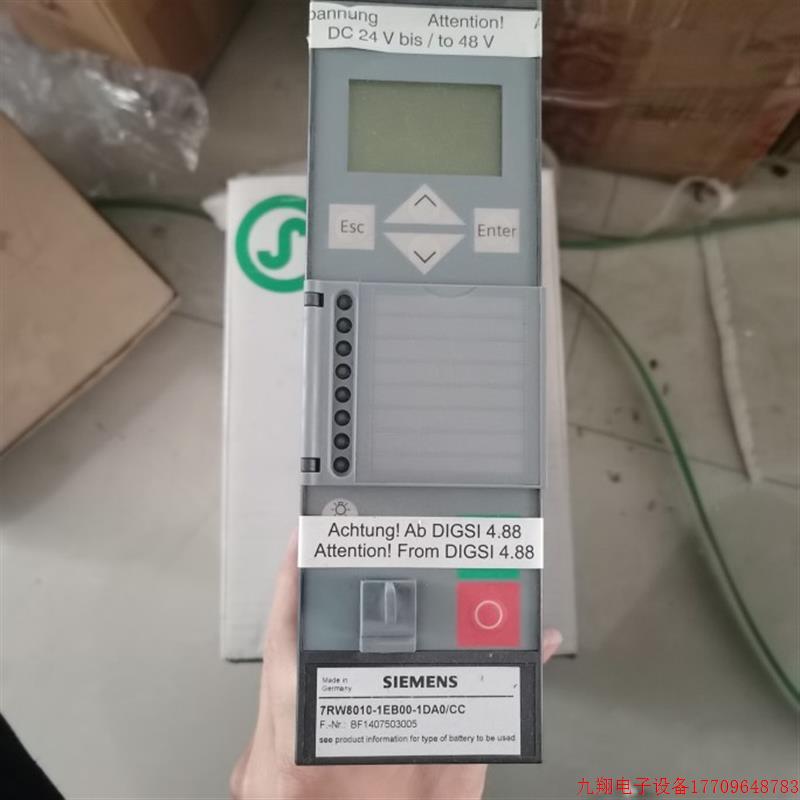 pannung Attention! A
DC 24 V bis / to 48 V
Esc
Enter
Achtung! Ab DIGSI 4.88
Attention! From DIGSI 4.88
Made in
Germany
SIEMENS
7RW8010-1EB00-1DA0/CC
F.-Nr.: BF1407503005
see product information for type of battery to be used
九翔电子设备17709648783